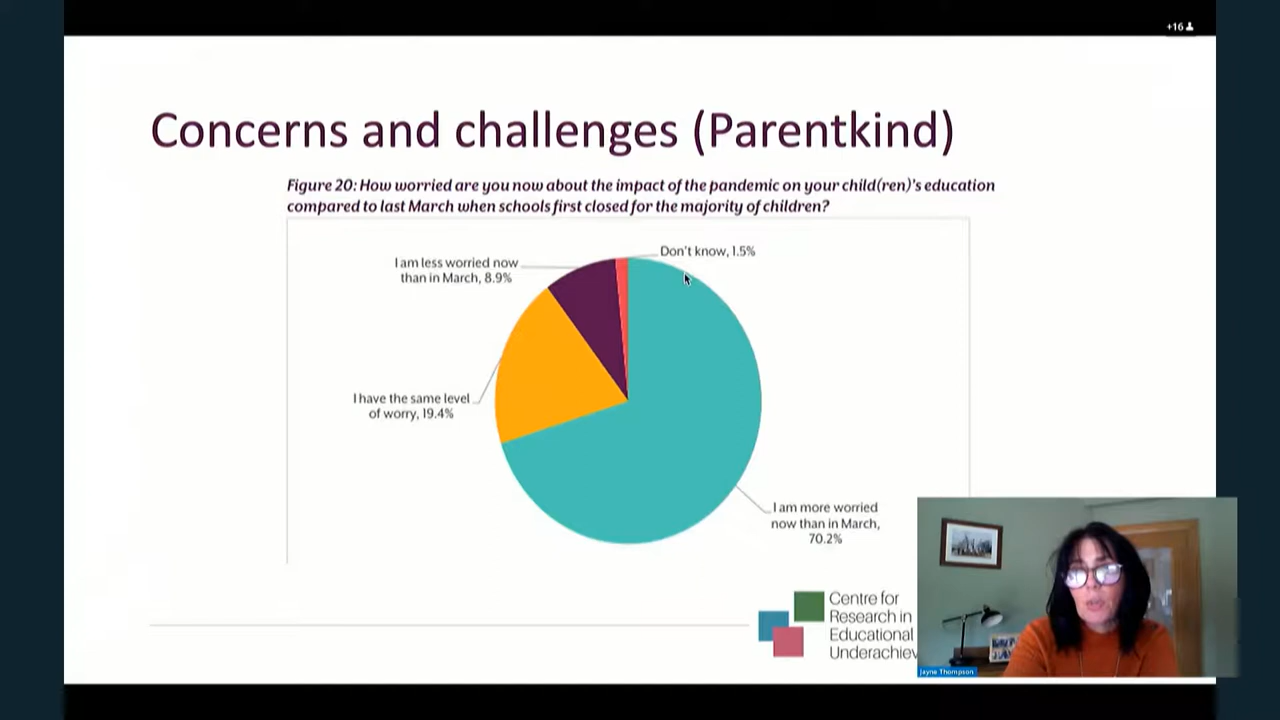 +16
Concerns and challenges (Parentkind)
Figure 20: How worried are you now about the impact of the pandemic on your child(ren)'s education
compared to last March when schools first closed for the majority of children?
Don't know, 1.5%
I am less worried now
than in March, 8.9%
I have the same level
of worry, 19.4%
I am more worried
now than in March,
70.2%
Centre for
Research in
Educational
Underachiev
Jayne Thompson